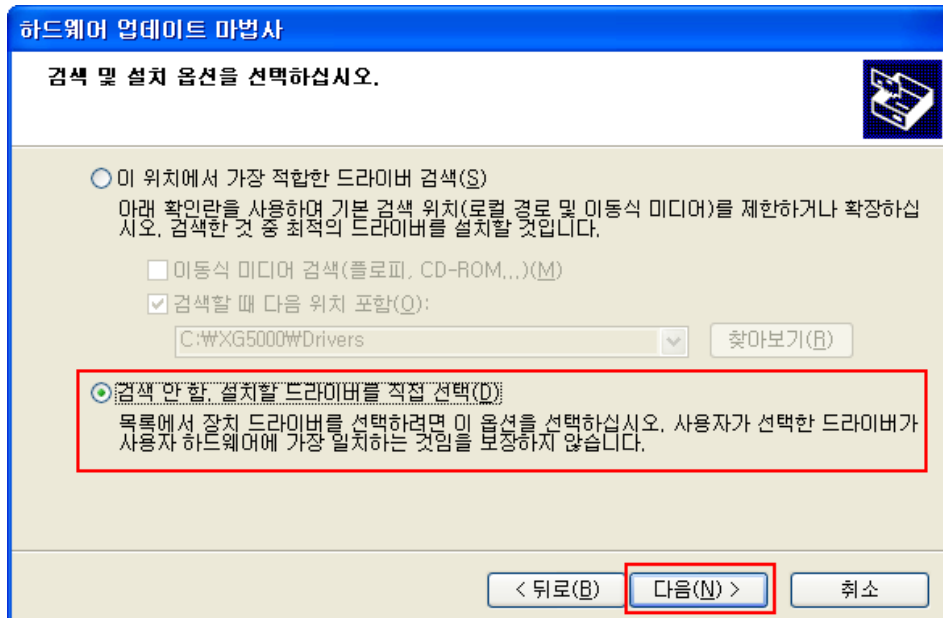 하드웨어 업데이트 마법사
검색 및 설치 옵션을 선택하십시오.
이 위치에서 가장 적합한 드라이버 검색(S)
아래 확인란을 사용하여 기본 검색 위치(로컬 경로 및 이동식 미디어)를 제한하거나 확장하십
시오. 검색한 것 중 최적의 드라이버를 설치할 것입니다.
이동식 미디어 검색(플로피, CD-ROM...)(M)
검색할 때 다음 위치 포함(O):
C:₩XG5000₩Drivers
찾아보기(R)
검색 안 함. 설치할 드라이버를 직접 선택(D)
목록에서 장치 드라이버를 선택하려면 이 옵션을 선택하십시오. 사용자가 선택한 드라이버가
사용자 하드웨어에 가장 일치하는 것임을 보장하지 않습니다.
< 뒤로(B) 다음(N) > 취소